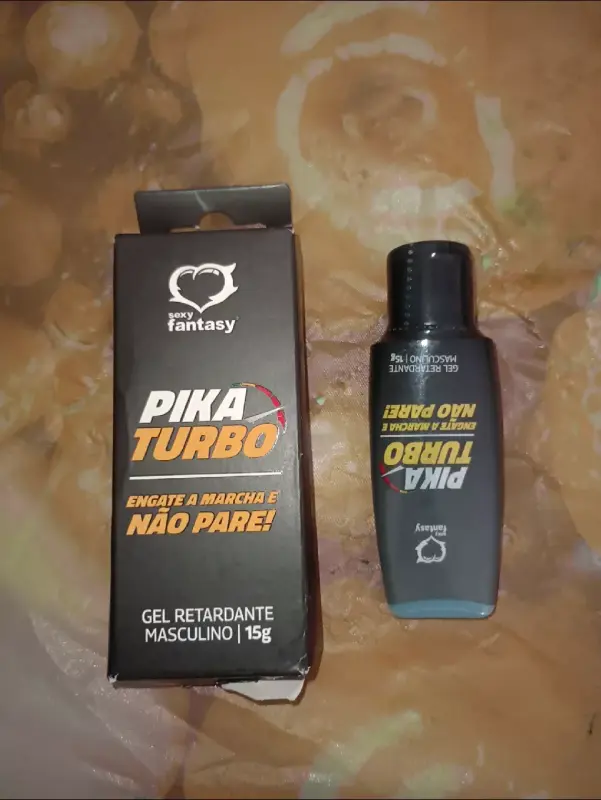 sexy
fantasy
PIKA
TURBO
ENGATE A MARCHA E
NÃO PARE!
GEL RETARDANTE
MASCULINO | 15g
sexy
fantasy
PIKA
TURBO
ENGATE A MARCHA E
NÃO PARE!
GEL RETARDANTE
MASCULINO | 15g